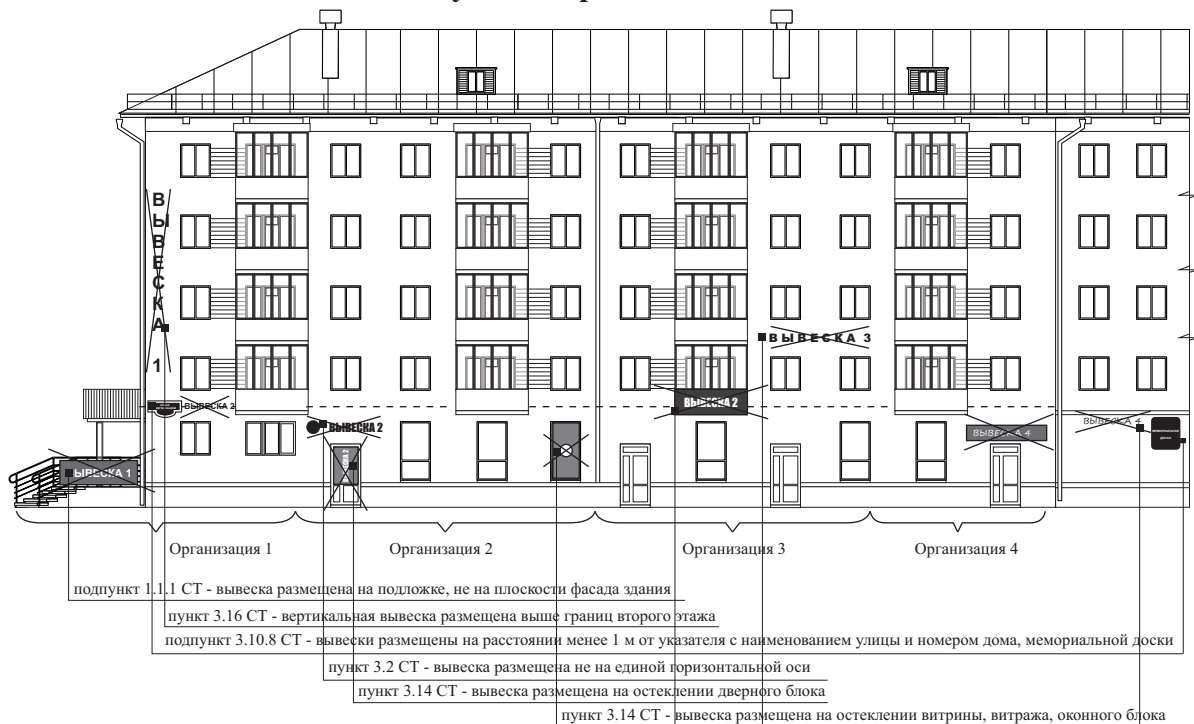 ВЫВЕСКА 1
ВЫВЕСКА 3
ВЫВЕСКА 2
ВЫВЕСКА 2
ВЫВЕСКА 2
ВЫВЕСКА 4
ВЫВЕСКА 4
МЕМОРИАЛЬНАЯ
ДОСКА
ВЫВЕСКА 2
ЫВЕСКА 1
Организация 1 Организация 2 Организация 3 Организация 4
подпункт 1.1.1 СТ - вывеска размещена на подложке, не на плоскости фасада здания
пункт 3.16 СТ - вертикальная вывеска размещена выше границ второго этажа
подпункт 3.10.8 СТ - вывески размещены на расстоянии менее 1 м от указателя с наименованием улицы и номером дома, мемориальной доски
пункт 3.2 СТ - вывеска размещена не на единой горизонтальной оси
пункт 3.14 СТ - вывеска размещена на остеклении дверного блока
пункт 3.14 СТ - вывеска размещена на остеклении витрины, витража, оконного блока